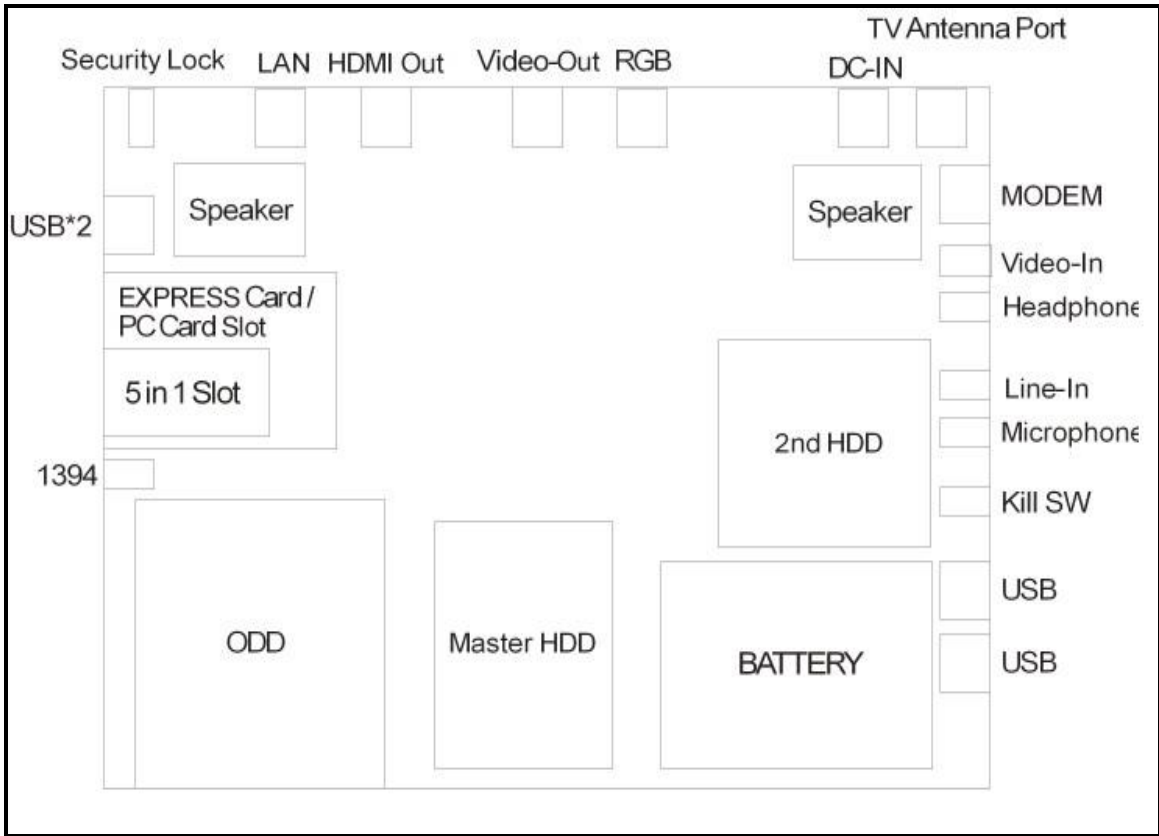 TV Antenna Port
Security Lock LAN HDMI Out Video-Out RGB DC-IN
Speaker
Speaker
MODEM
USB*2
Video-In
EXPRESS Card /
PC Card Slot
Headphone
5 in 1 Slot
Line-In
2nd HDD
Microphone
1394
Kill SW
USB
ODD
Master HDD
BATTERY
USB